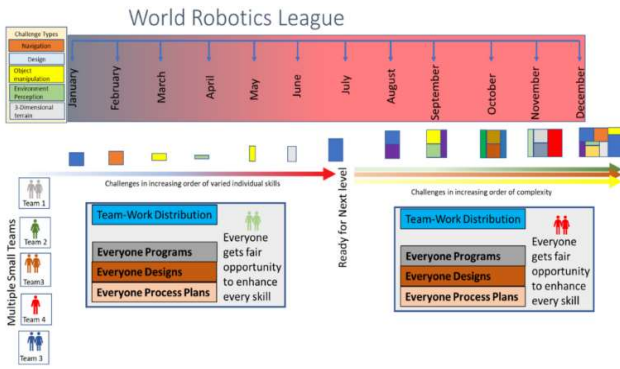 World Robotics League
Challenge Types
Navigation
Design
Object
manipulation
Environment
Perception
3-Dimensional
terrain
January
February
March
April
May
June
July
August
September
October
November
December
Challenges in increasing order of varied individual skills
Ready for Next level
Challenges in increasing order of complexity
Multiple Small Teams
Team 1
Team 2
Team3
Team 4
Team 3
Team-Work Distribution
Everyone Programs
Everyone Designs
Everyone Process Plans
Everyone
gets fair
opportunity
to enhance
every skill
Team-Work Distribution
Everyone Programs
Everyone Designs
Everyone Process Plans
Everyone
gets fair
opportunity
to enhance
every skill